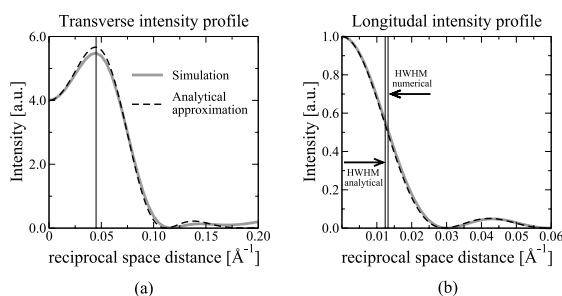 Transverse intensity profile
Intensity [a.u.]
6.0
4.0
2.0
0.0
Simulation
Analytical
approximation
0
0.05
0.10
0.15
0.20
reciprocal space distance [Å⁻¹]
(a)
Longitudal intensity profile
Intensity [a.u.]
1.0
0.8
0.6
0.4
0.2
0.0
HWHM
numerical
HWHM
analytical
0.01
0.02
0.03
0.04
0.05
0.06
reciprocal space distance [Å⁻¹]
(b)